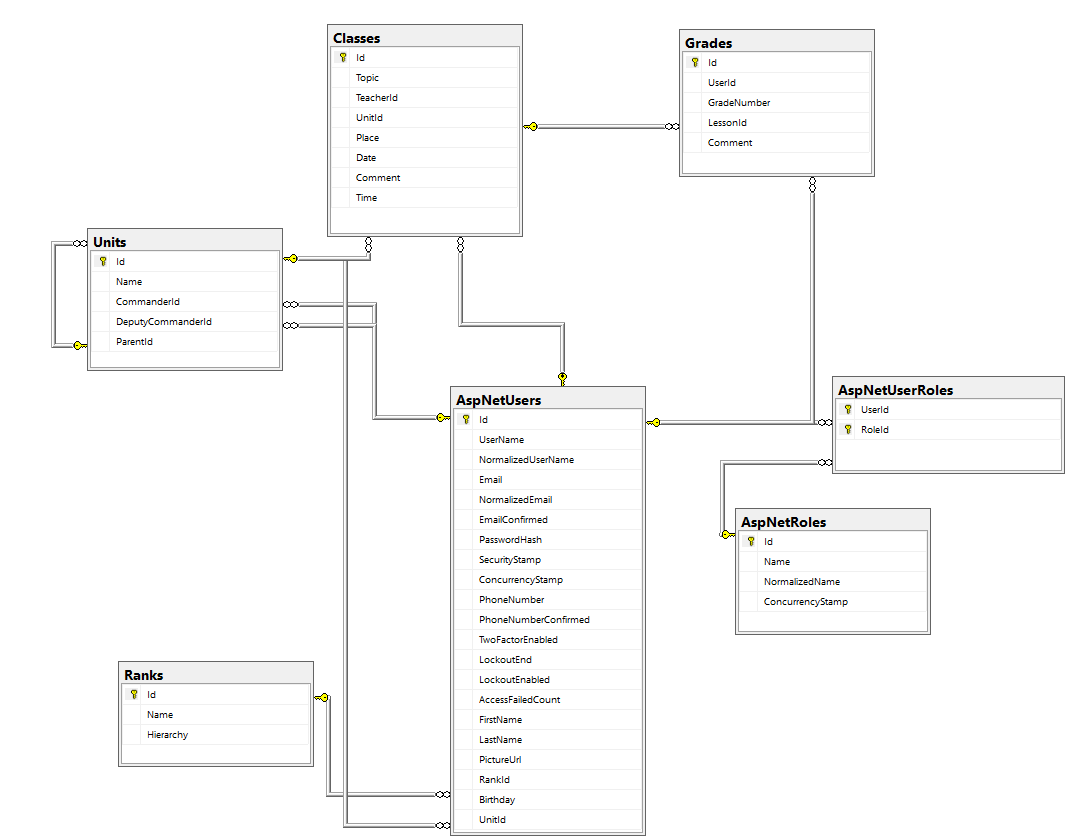 Classes
Id
Topic
TeacherId
UnitId
Place
Date
Comment
Time
Grades
Id
UserId
GradeNumber
LessonId
Comment
Units
Id
Name
CommanderId
DeputyCommanderId
ParentId
AspNetUsers
Id
UserName
NormalizedUserName
Email
NormalizedEmail
EmailConfirmed
PasswordHash
SecurityStamp
ConcurrencyStamp
PhoneNumber
PhoneNumberConfirmed
TwoFactorEnabled
LockoutEnd
LockoutEnabled
AccessFailedCount
FirstName
LastName
PictureUrl
RankId
Birthday
UnitId
AspNetUserRoles
UserId
RoleId
AspNetRoles
Id
Name
NormalizedName
ConcurrencyStamp
Ranks
Id
Name
Hierarchy